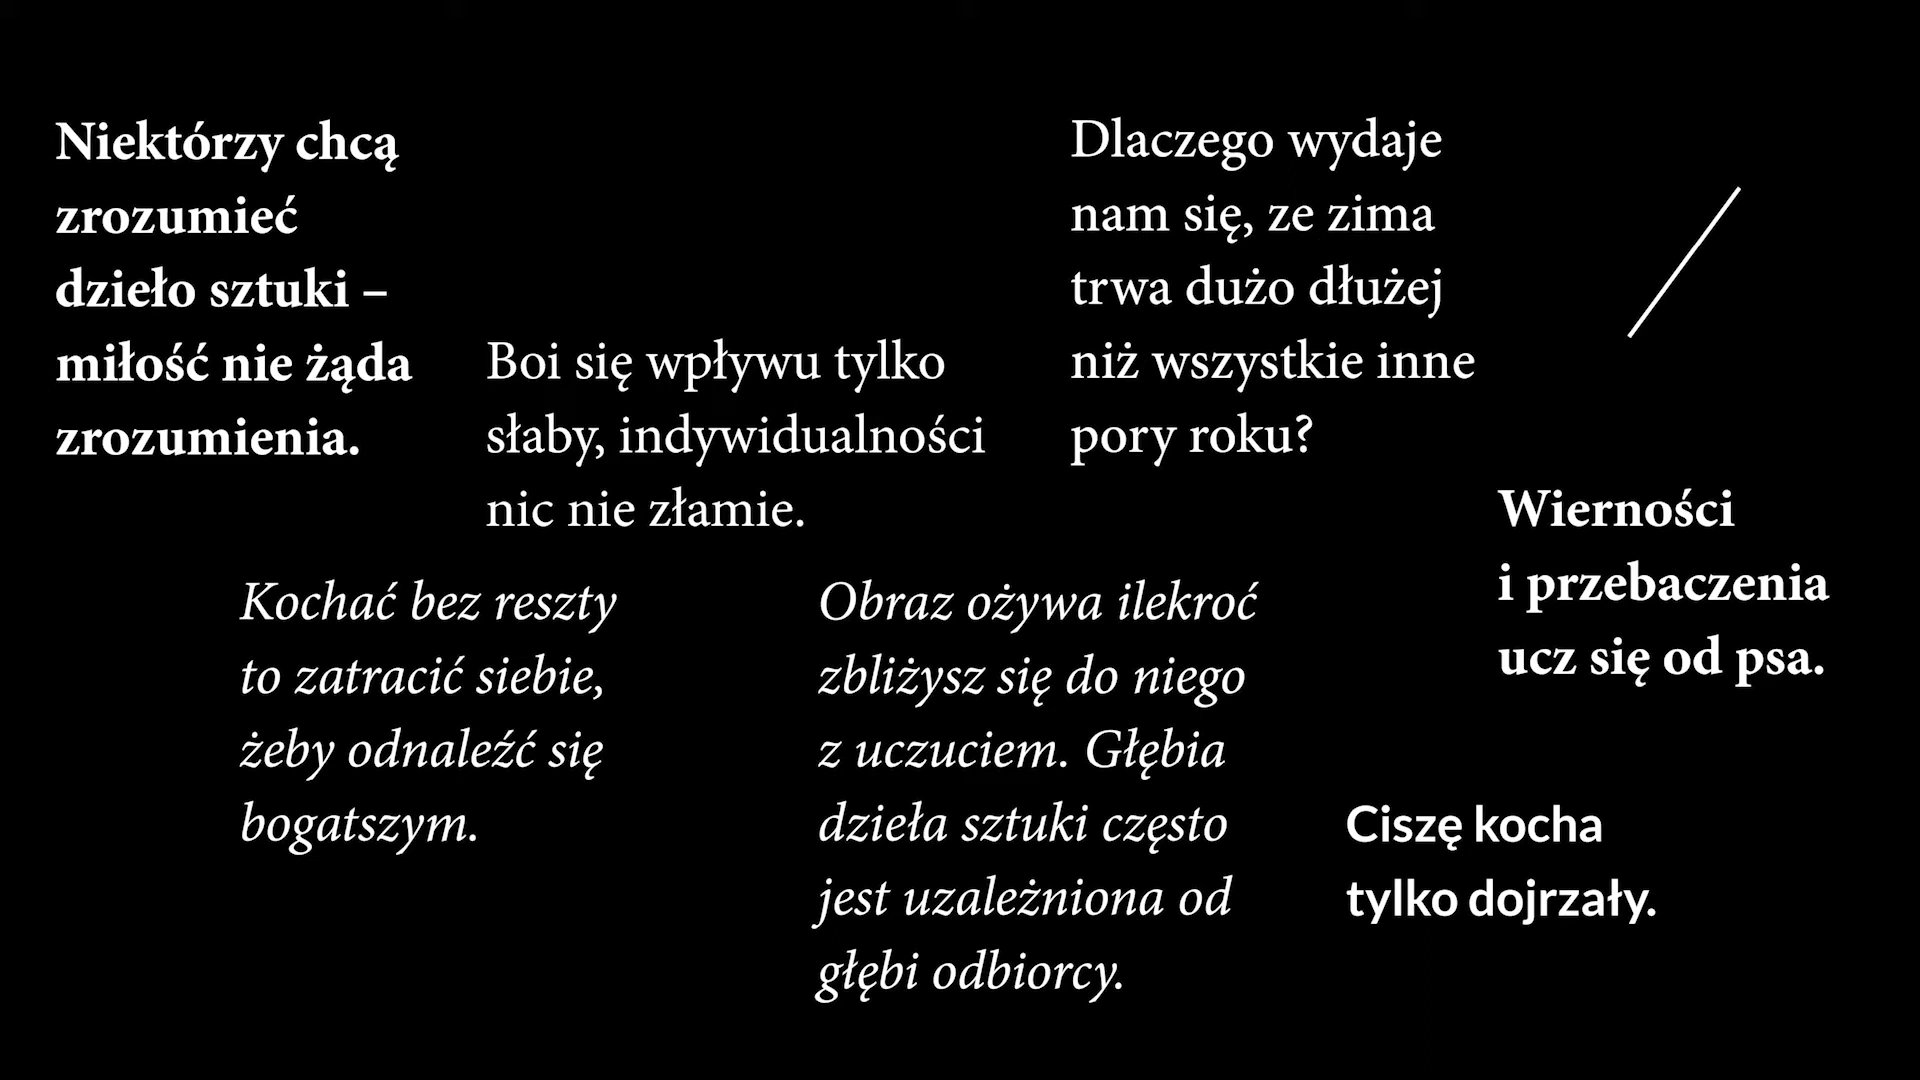 Niektórzy chcą
zrozumieć
dzieło sztuki –
miłość nie żąda
zrozumienia.
Boi się wpływu tylko
słaby, indywidualności
nic nie złamie.
Dlaczego wydaje
nam się, ze zima
trwa dużo dłużej
niż wszystkie inne
pory roku?
Wierności
i przebaczenia
ucz się od psa.
Kochać bez reszty
to zatracić siebie,
żeby odnaleźć się
bogatszym.
Obraz ożywa ilekroć
zbliżysz się do niego
z uczuciem. Głębia
dzieła sztuki często
jest uzależniona od
głębi odbiorcy.
Ciszę kocha
tylko dojrzały.